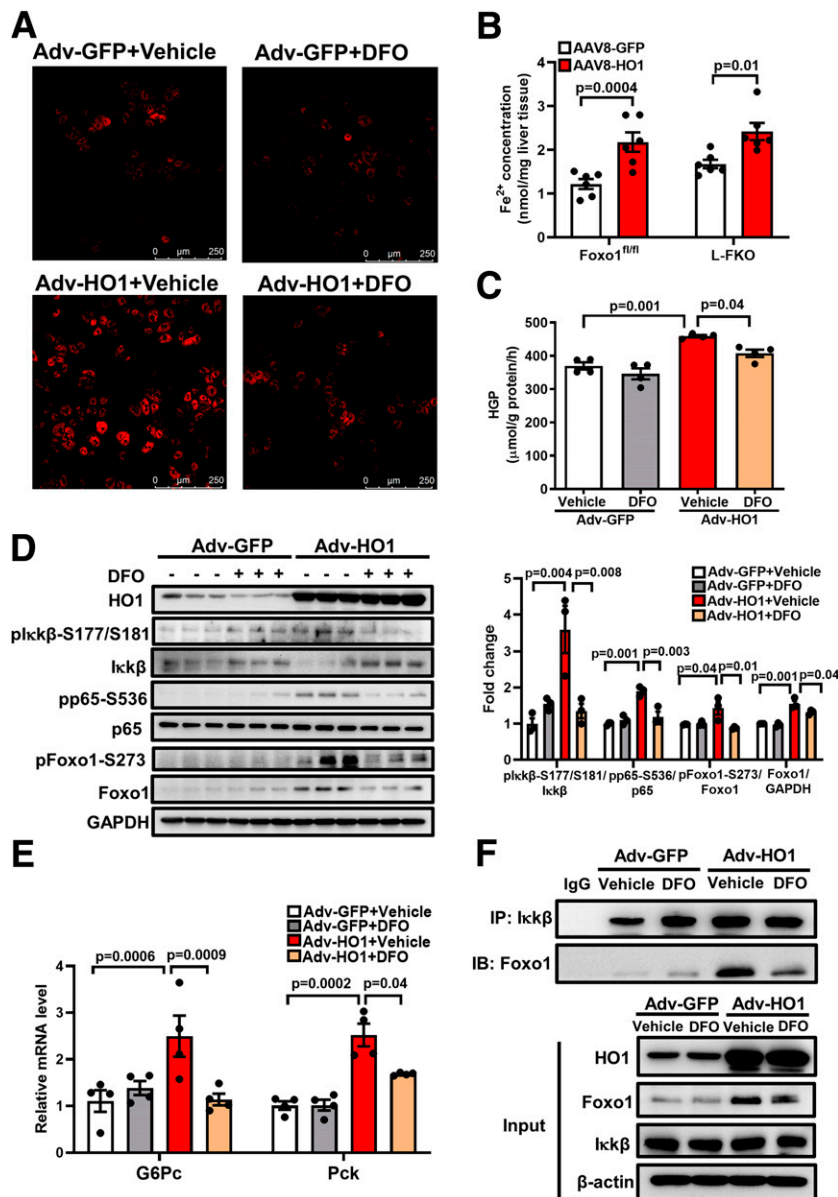 A
Adv-GFP+Vehicle
Adv-GFP+DFO
0 µm 250
0 µm 250
Adv-HO1+Vehicle
Adv-HO1+DFO
0 µm 250
0 µm 250
B
AAV8-GFP
AAV8-HO1
p=0.0004
p=0.01
Fe2+ concentration
(nmol/mg liver tissue)
4
3
2
1
0
Foxo1fl/fl
L-FKO
C
p=0.001
p=0.04
HGP
(µmol/g protein/h)
500
400
300
200
100
0
Vehicle DFO Vehicle DFO
Adv-GFP Adv-HO1
D
Adv-GFP Adv-HO1
DFO - - - + + + - - - + + +
HO1
pIκkβ-S177/S181
Iκkβ
pp65-S536
p65
pFoxo1-S273
Foxo1
GAPDH
Adv-GFP+Vehicle
Adv-GFP+DFO
Adv-HO1+Vehicle
Adv-HO1+DFO
p=0.004
p=0.008
p=0.001
p=0.003
p=0.04
p=0.01
p=0.001
p=0.04
Fold change
5
4
3
2
1
0
pIκkβ-S177/S181/ pp65-S536/ pFoxo1-S273/ Foxo1/
Iκkβ p65 Foxo1 GAPDH
E
Adv-GFP+Vehicle
Adv-GFP+DFO
Adv-HO1+Vehicle
Adv-HO1+DFO
p=0.0006
p=0.0009
p=0.0002
p=0.04
Relative mRNA level
4
3
2
1
0
G6Pc
Pck
F
Adv-GFP Adv-HO1
IgG Vehicle DFO Vehicle DFO
IP: Iκkβ
IB: Foxo1
Adv-GFP Adv-HO1
Vehicle DFO Vehicle DFO
Input
HO1
Foxo1
Iκkβ
β-actin